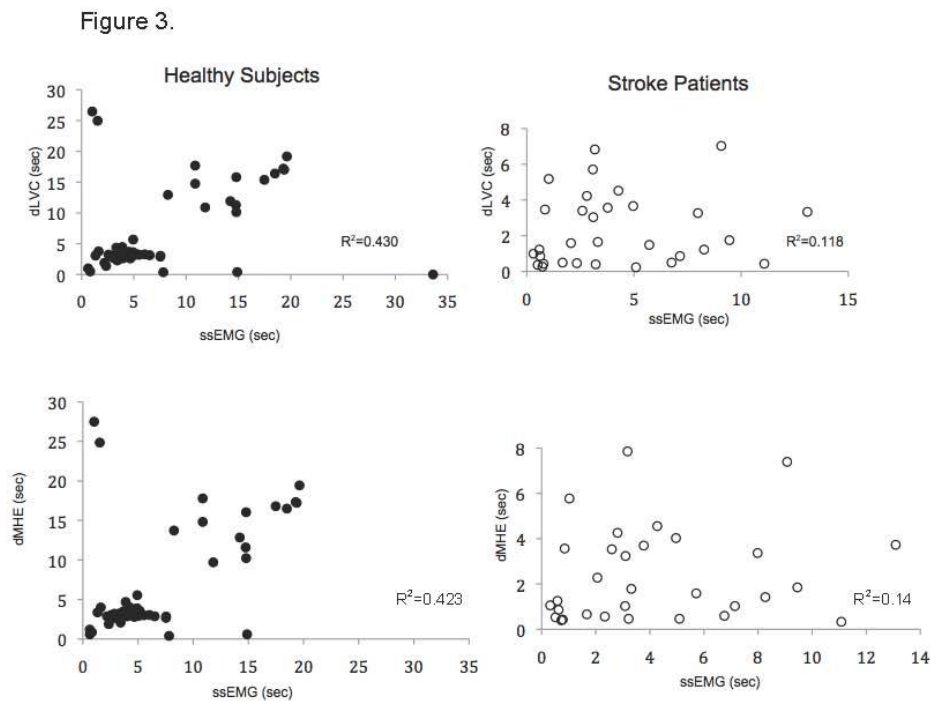 Figure 3.
Healthy Subjects
30
25
20
15
10
5
0
dLVC (sec)
R²=0.430
0 5 10 15 20 25 30 35
ssEMG (sec)
Stroke Patients
8
6
4
2
0
dLVC (sec)
R²=0.118
0 5 10 15
ssEMG (sec)
30
25
20
15
10
5
0
dMHE (sec)
R²=0.423
0 5 10 15 20 25 30 35
ssEMG (sec)
8
6
4
2
0
dMHE (sec)
R²=0.14
0 2 4 6 8 10 12 14
ssEMG (sec)